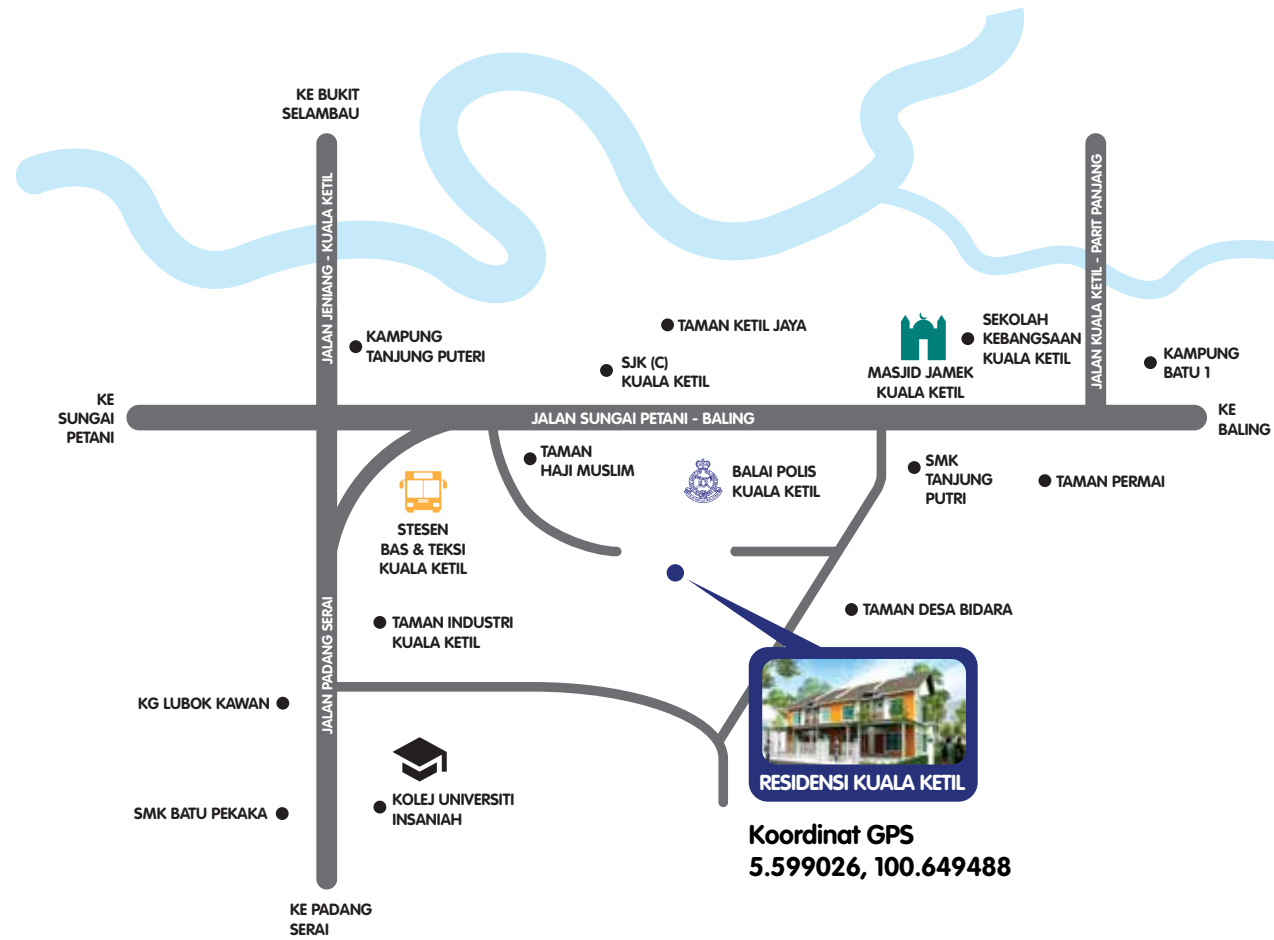 KE BUKIT
SELAMBAU
JALAN JENIANG - KUALA KETIL
JALAN KUALA KETIL - PARIT PANJANG
KAMPUNG
TANJUNG PUTERI
TAMAN KETIL JAYA
SJK (C)
KUALA KETIL
MASJID JAMEK
KUALA KETIL
SEKOLAH
KEBANGSAAN
KUALA KETIL
KAMPUNG
BATU 1
KE
SUNGAI
PETANI
JALAN SUNGAI PETANI - BALING
KE
BALING
TAMAN
HAJI MUSLIM
BALAI POLIS
KUALA KETIL
SMK
TANJUNG
PUTRI
TAMAN PERMAI
STESEN
BAS & TEKSI
KUALA KETIL
TAMAN INDUSTRI
KUALA KETIL
TAMAN DESA BIDARA
JALAN PADANG SERAI
KG LUBOK KAWAN
RESIDENSI KUALA KETIL
SMK BATU PEKAKA
KOLEJ UNIVERSITI
INSANIAH
Koordinat GPS
5.599026, 100.649488
KE PADANG
SERAI